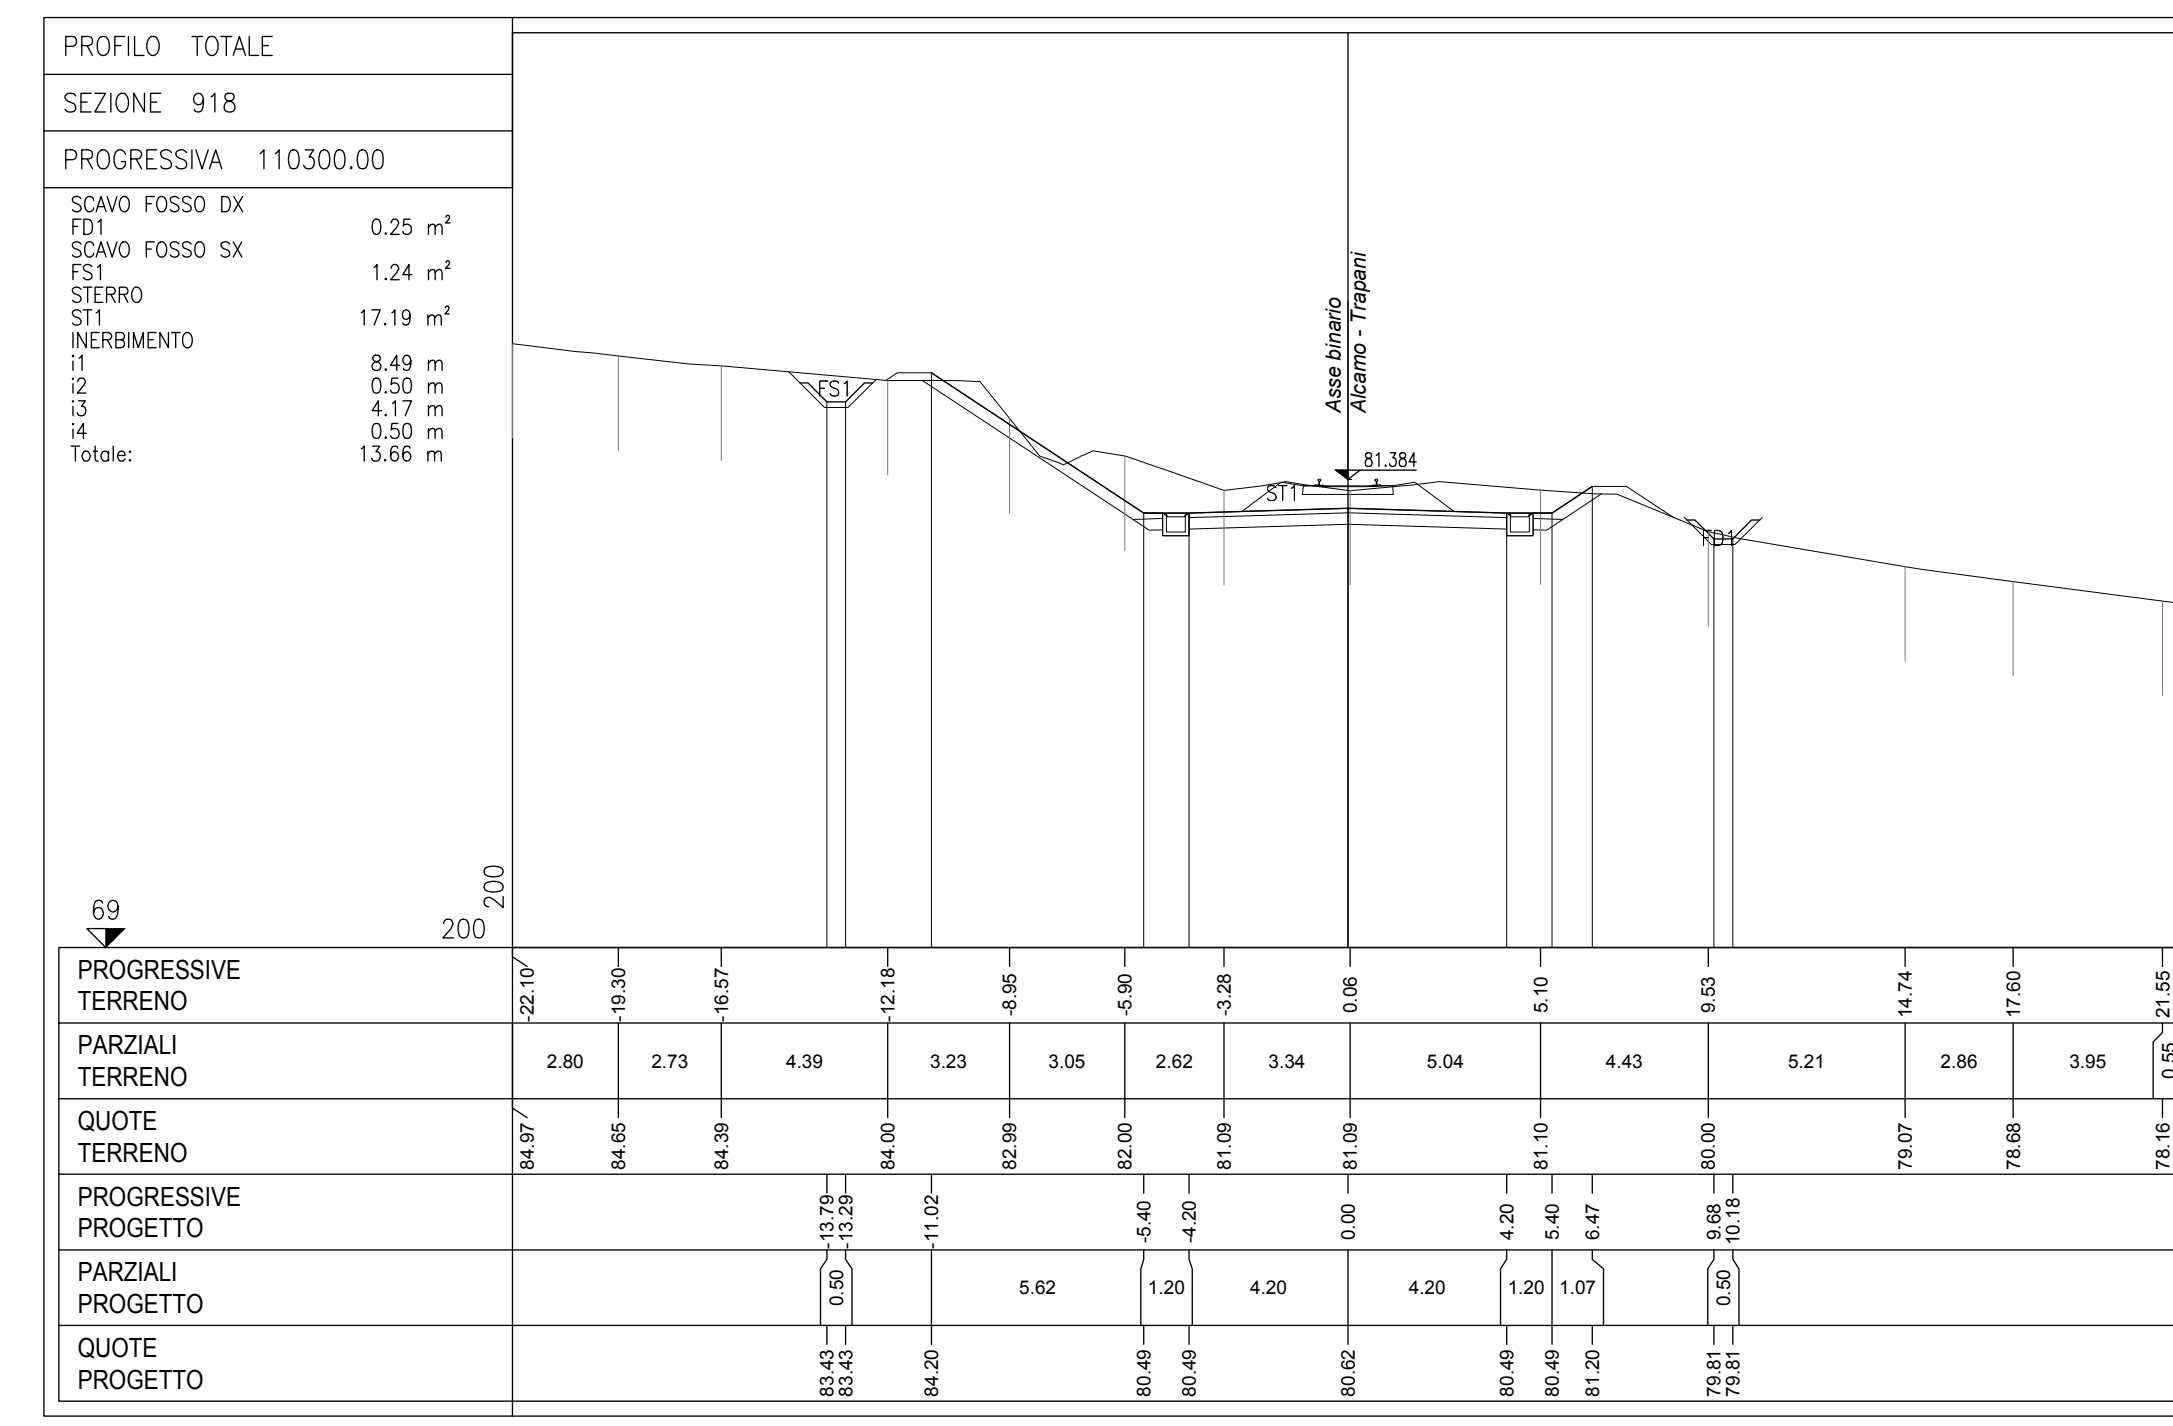 PROFILO TOTALE
SEZIONE 918
PROGRESSIVA 110300.00
SCAVO FOSSO DX
FD1 0.25 m²
SCAVO FOSSO SX
FS1 1.24 m²
STERRO
ST1 17.19 m²
INERBIMENTO
i1 8.49 m
i2 0.50 m
i3 4.17 m
i4 0.50 m
Totale: 13.66 m
Asse binario
Alcamo - Trapani
81.384
FS1
ST1
FD1
69
200
200
PROGRESSIVE
TERRENO
-22.10 -19.30 -16.57 -12.18 -8.95 -5.90 -3.28 0.06 5.10 9.53 14.74 17.60 21.55
PARZIALI
TERRENO
2.80 2.73 4.39 3.23 3.05 2.62 3.34 5.04 4.43 5.21 2.86 3.95 0.55
QUOTE
TERRENO
84.97 84.65 84.39 84.00 82.99 82.00 81.09 81.09 81.10 80.00 79.07 78.68 78.16
PROGRESSIVE
PROGETTO
-13.79 -13.29 -11.02 -5.40 -4.20 0.00 4.20 5.40 6.47 9.68 10.18
PARZIALI
PROGETTO
0.50 5.62 1.20 4.20 4.20 1.20 1.07 0.50
QUOTE
PROGETTO
83.43 83.43 84.20 80.49 80.49 80.62 80.49 80.49 81.20 79.81 79.81